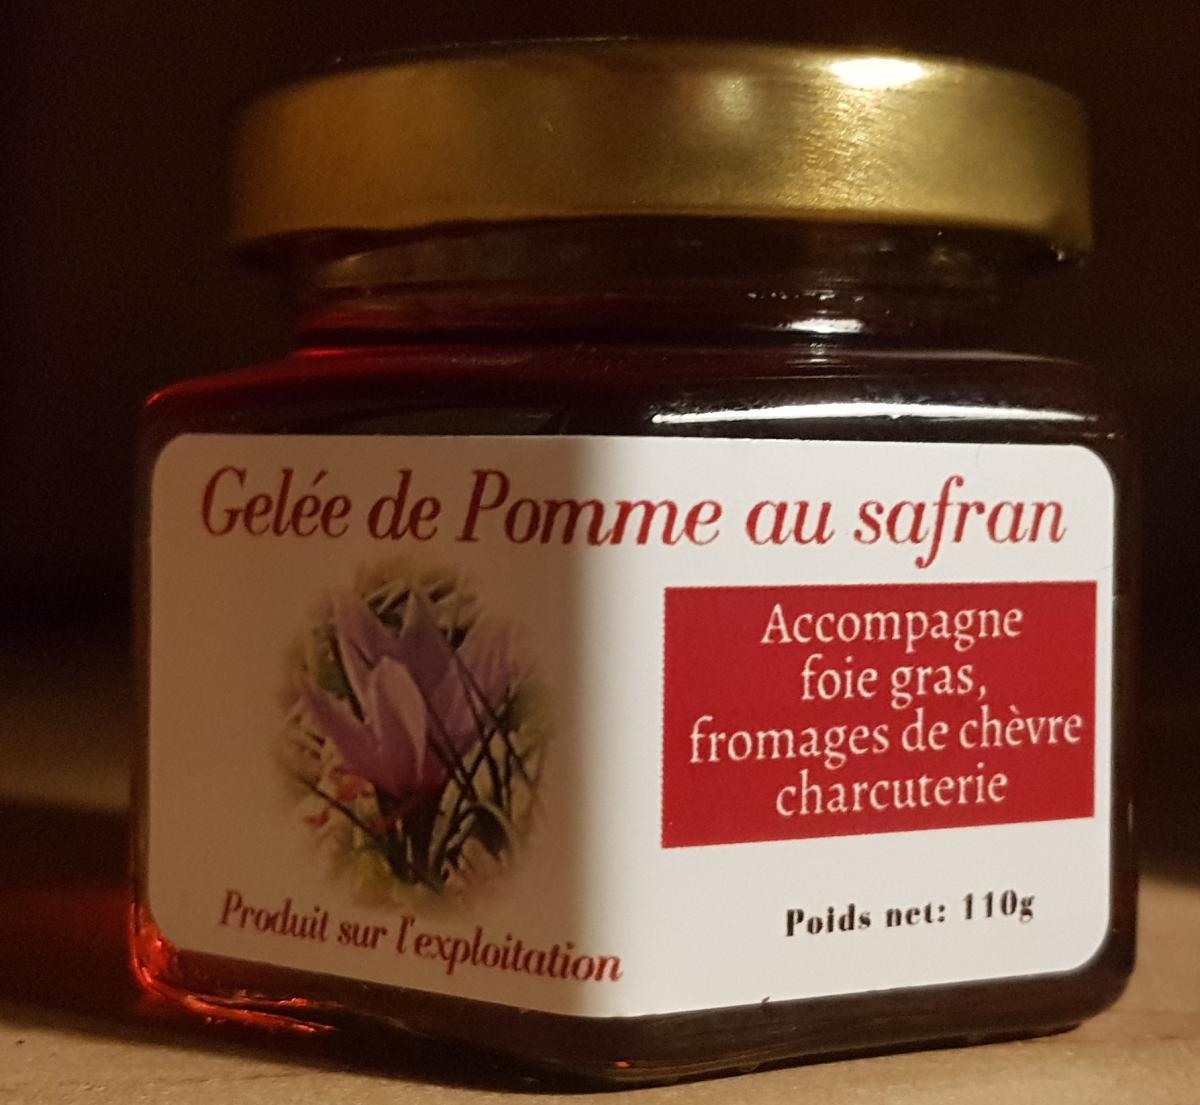 Gelée de Pomme au safran
Accompagne
foie gras,
fromages de chèvre
charcuterie
Produit sur l'exploitation
Poids net: 110g